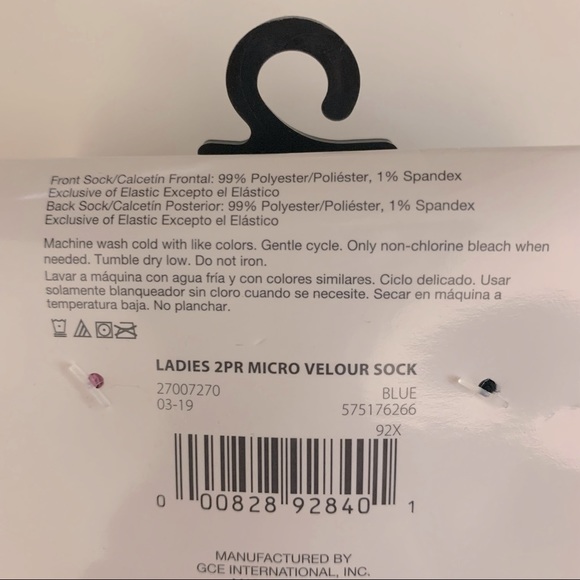 Front Sock/Calcetín Frontal: 99% Polyester/Poliéster, 1% Spandex
Exclusive of Elastic Excepto el Elástico
Back Sock/Calcetín Posterior: 99% Polyester/Poliéster, 1% Spandex
Exclusive of Elastic Excepto el Elástico
Machine wash cold with like colors. Gentle cycle. Only non-chlorine bleach when
needed. Tumble dry low. Do not iron.
Lavar a máquina con agua fría y con colores similares. Ciclo delicado. Usar
solamente blanqueador sin cloro cuando se necesite. Secar en máquina a
temperatura baja. No planchar.
LADIES 2PR MICRO VELOUR SOCK
27007270 BLUE
03-19 575176266
92X
0 00828 92840 1
MANUFACTURED BY
GCE INTERNATIONAL, INC.